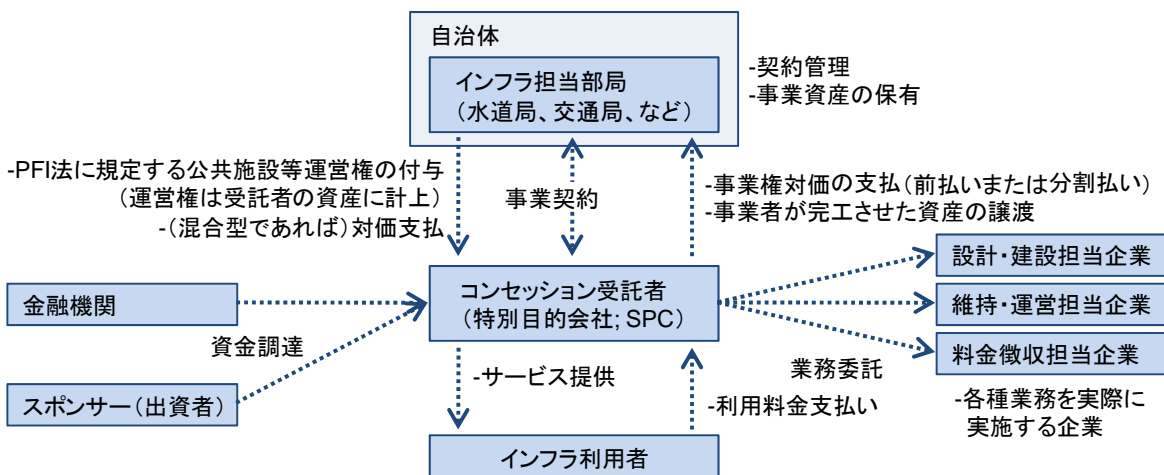 自治体
インフラ担当部局
（水道局、交通局、など）
-契約管理
-事業資産の保有
-PFI法に規定する公共施設等運営権の付与
（運営権は受託者の資産に計上）
-（混合型であれば）対価支払
事業契約
-事業権対価の支払（前払いまたは分割払い）
-事業者が完工させた資産の譲渡
金融機関
資金調達
スポンサー（出資者）
コンセッション受託者
（特別目的会社; SPC）
設計・建設担当企業
維持・運営担当企業
料金徴収担当企業
業務委託
-各種業務を実際に
実施する企業
-サービス提供
-利用料金支払い
インフラ利用者